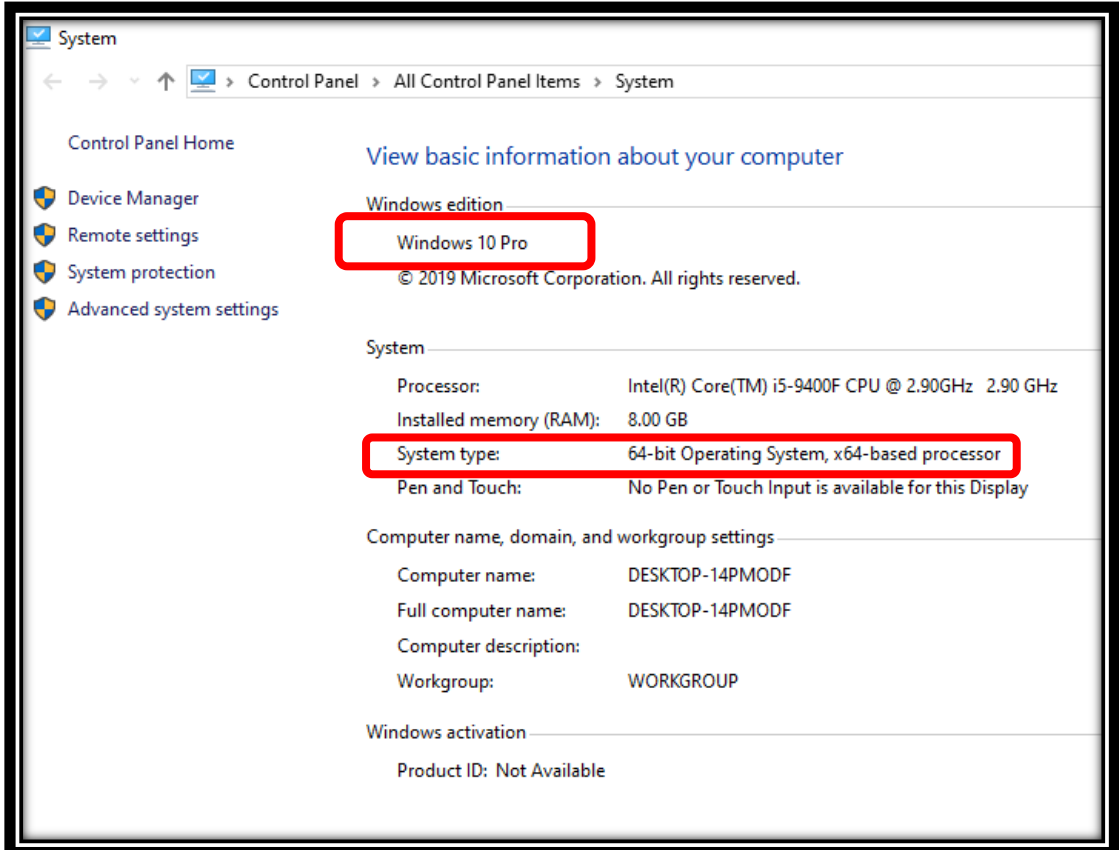 System
Control Panel > All Control Panel Items > System
Control Panel Home
Device Manager
Remote settings
System protection
Advanced system settings
View basic information about your computer
Windows edition
Windows 10 Pro
© 2019 Microsoft Corporation. All rights reserved.
System
Processor: Intel(R) Core(TM) i5-9400F CPU @ 2.90GHz 2.90 GHz
Installed memory (RAM): 8.00 GB
System type: 64-bit Operating System, x64-based processor
Pen and Touch: No Pen or Touch Input is available for this Display
Computer name, domain, and workgroup settings
Computer name: DESKTOP-14PMODF
Full computer name: DESKTOP-14PMODF
Computer description:
Workgroup: WORKGROUP
Windows activation
Product ID: Not Available